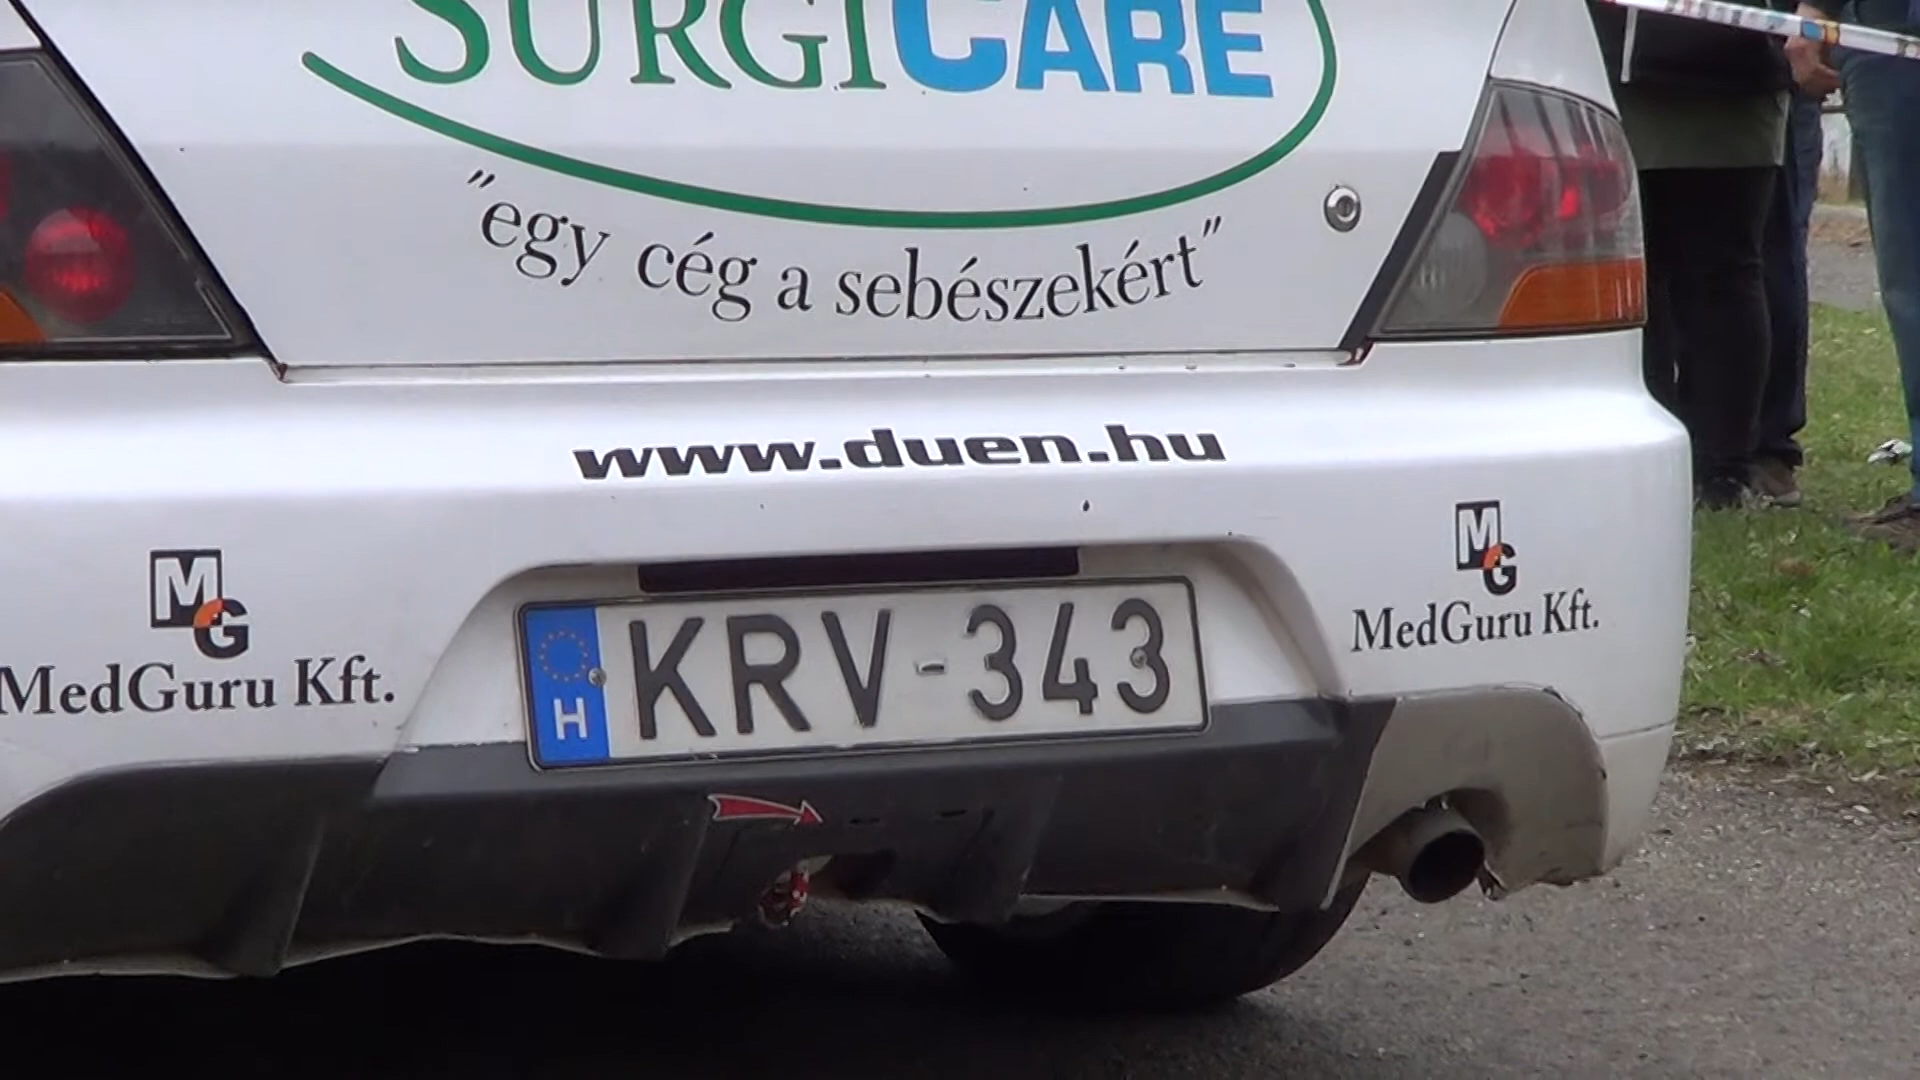 SURGICARE
"egy cég a sebészekért"
www.duen.hu
MG
MedGuru Kft.
MG
MedGuru Kft.
H KRV-343